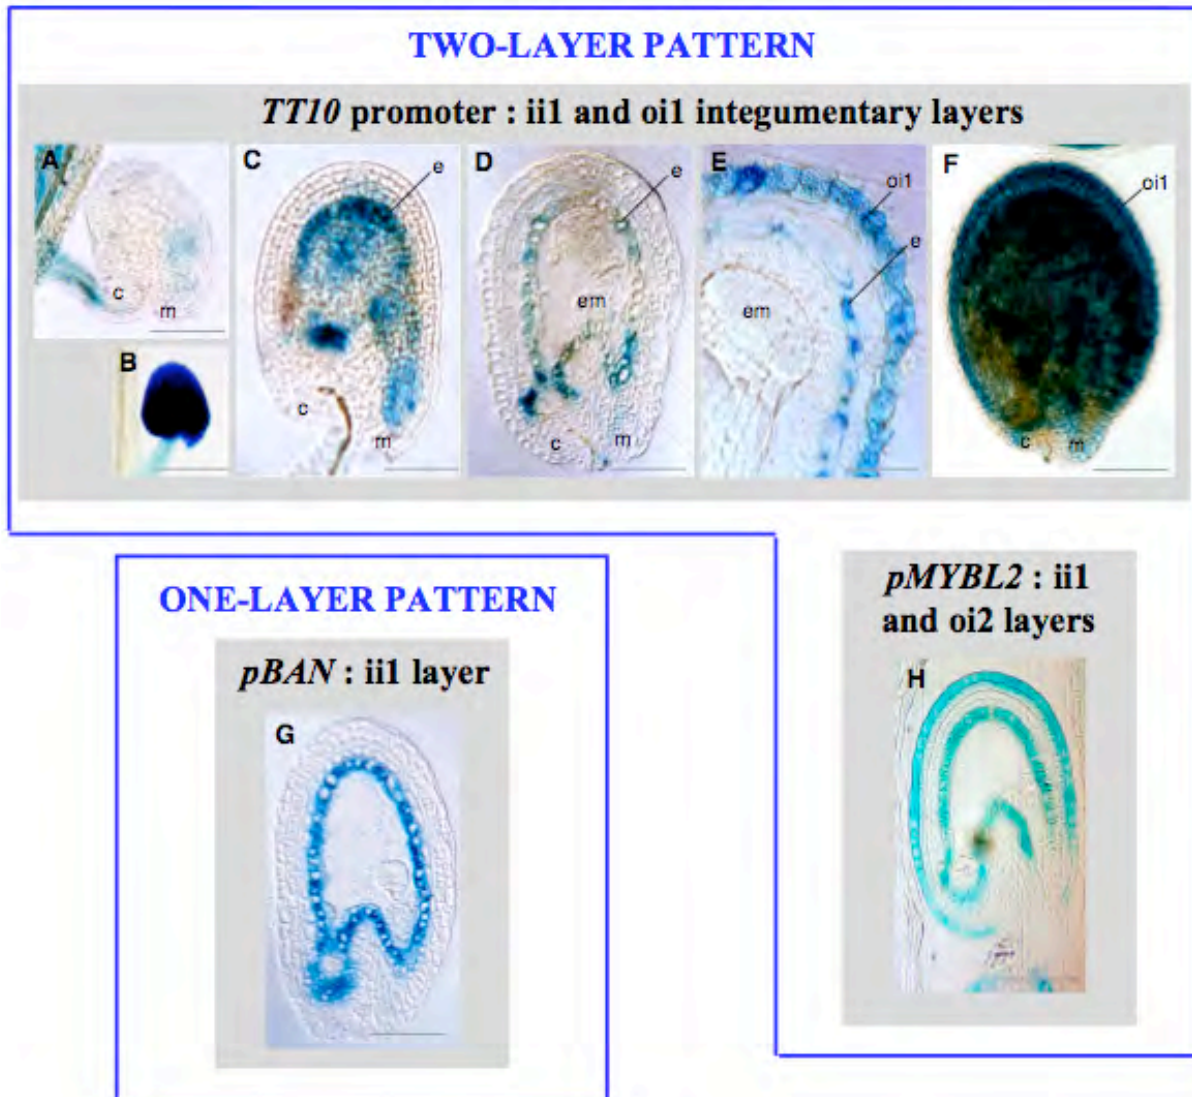 TWO-LAYER PATTERN
TT10 promoter : ii1 and oi1 integumentary layers
A
c
m
B
C
e
c
m
D
e
em
c
m
E
oi1
e
em
F
oi1
c
m
ONE-LAYER PATTERN
pBAN : ii1 layer
G
pMYBL2 : ii1
and oi2 layers
H